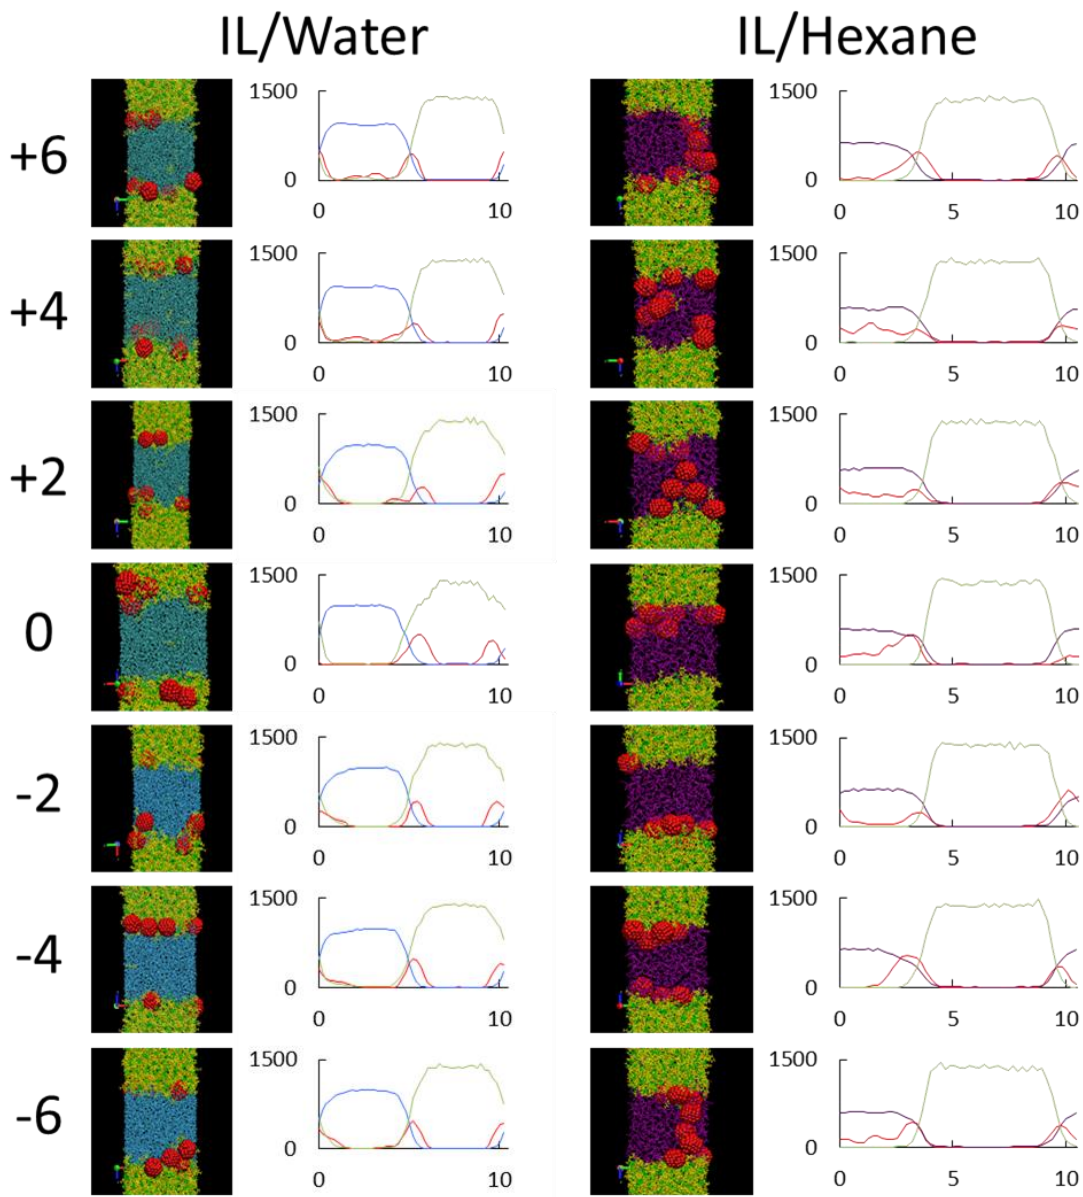 IL/Water IL/Hexane
+6 1500 0 0 10 1500 0 0 5 10
+4 1500 0 0 10 1500 0 0 5 10
+2 1500 0 0 10 1500 0 0 5 10
0 1500 0 0 10 1500 0 0 5 10
-2 1500 0 0 10 1500 0 0 5 10
-4 1500 0 0 10 1500 0 0 5 10
-6 1500 0 0 10 1500 0 0 5 10